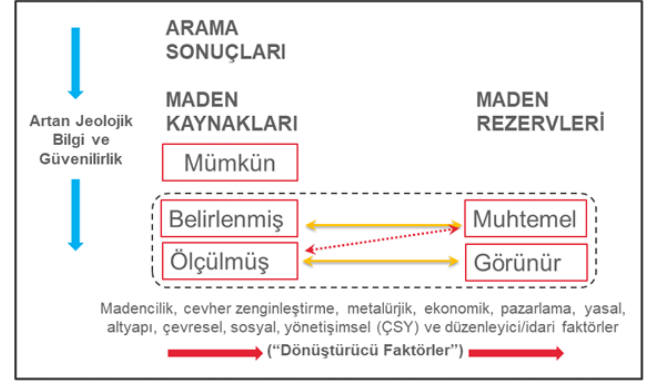 ARAMA
SONUÇLARI
Artan Jeolojik
Bilgi ve
Güvenilirlik
MADEN
KAYNAKLARI
MADEN
REZERVLERİ
Mümkün
Belirlenmiş
Muhtemel
Ölçülmüş
Görünür
Madencilik, cevher zenginleştirme, metalürjik, ekonomik, pazarlama, yasal,
altyapı, çevresel, sosyal, yönetişimsel (ÇSY) ve düzenleyici/idari faktörler
(“Dönüştürücü Faktörler”)